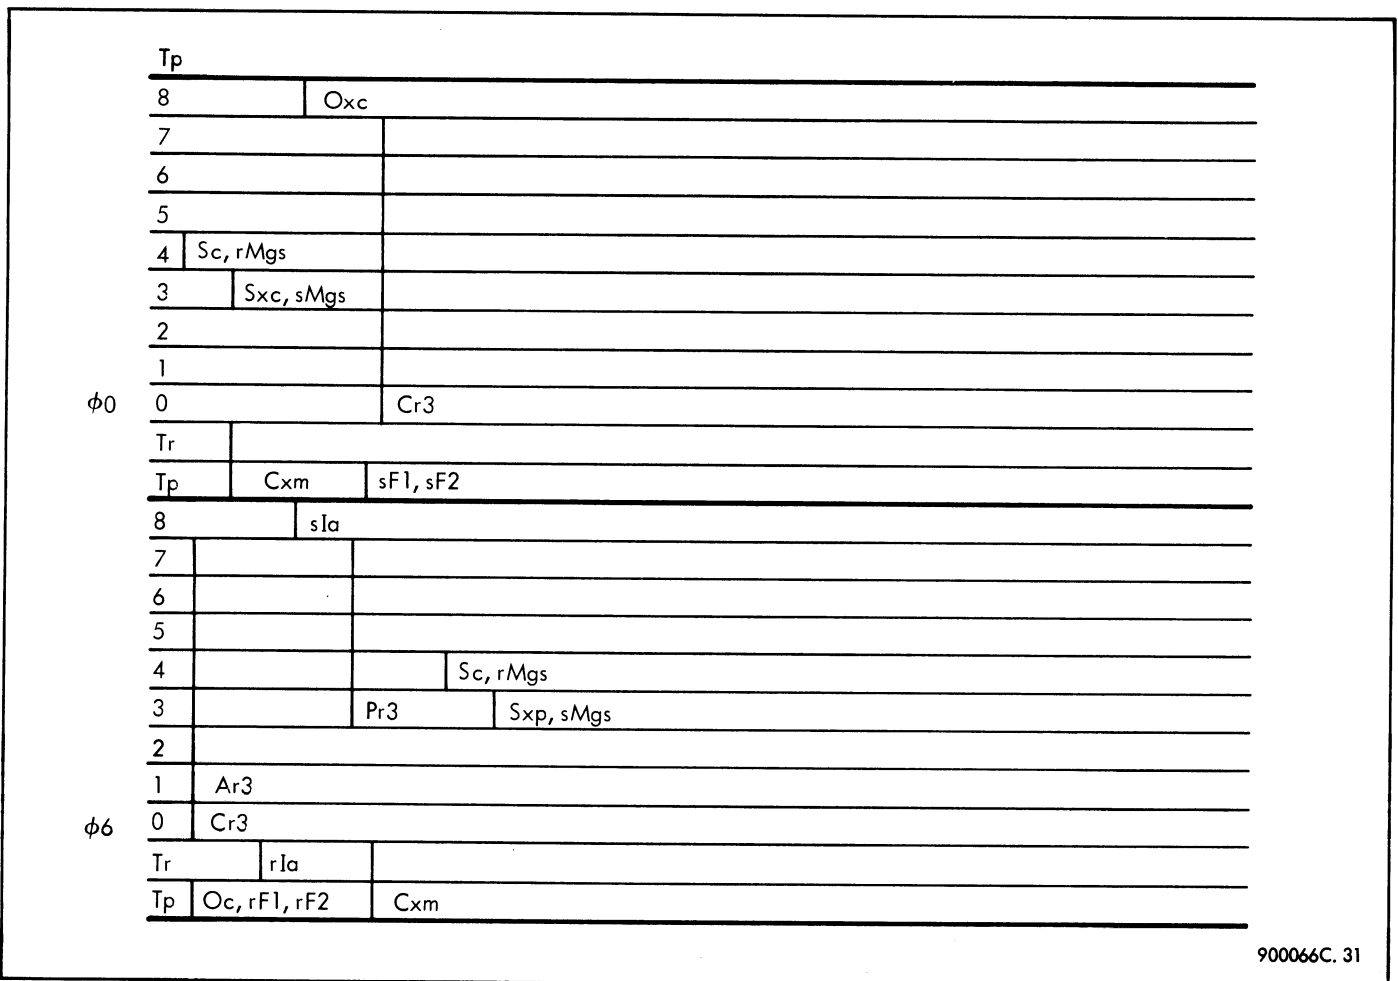 Tp
8 Oxc
7
6
5
4 Sc, rMgs
3 Sxc, sMgs
2
1
ϕ0 0 Cr3
Tr
Tp Cxm sF1, sF2
8 sIa
7
6
5
4 Sc, rMgs
3 Pr3 Sxp, sMgs
2
1 Ar3
ϕ6 0 Cr3
Tr rIa
Tp Oc, rF1, rF2 Cxm
900066C. 31